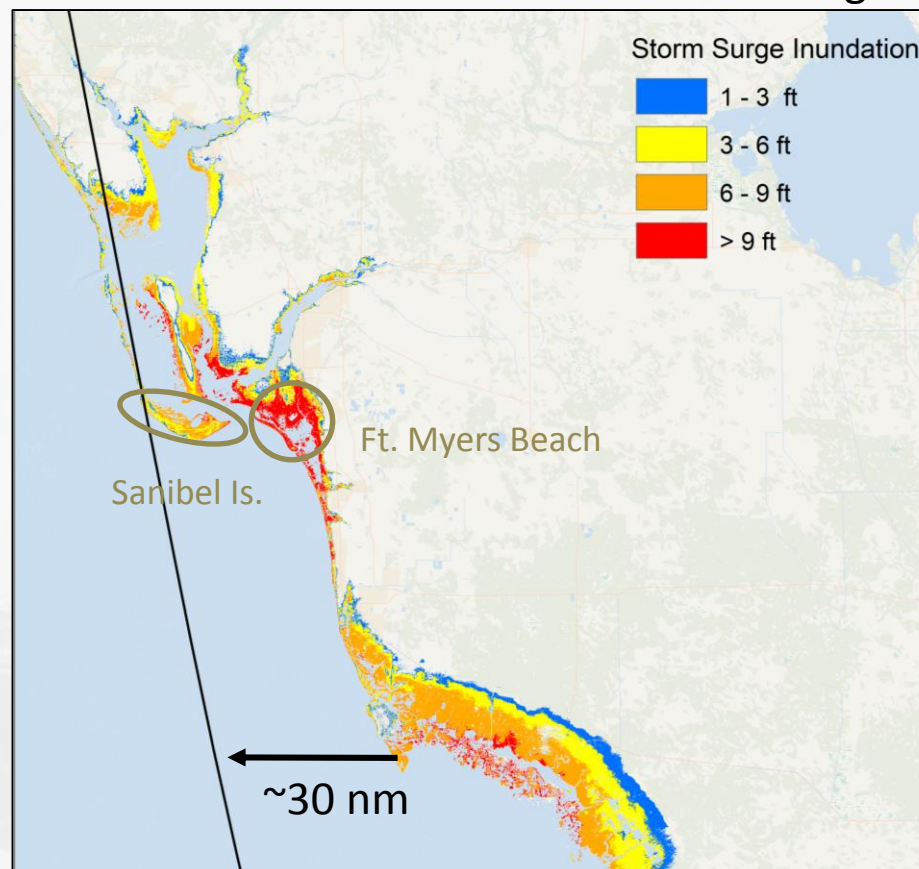 Storm Surge Inundation
1 - 3 ft
3 - 6 ft
6 - 9 ft
> 9 ft
Ft. Myers Beach
Sanibel Is.
~30 nm